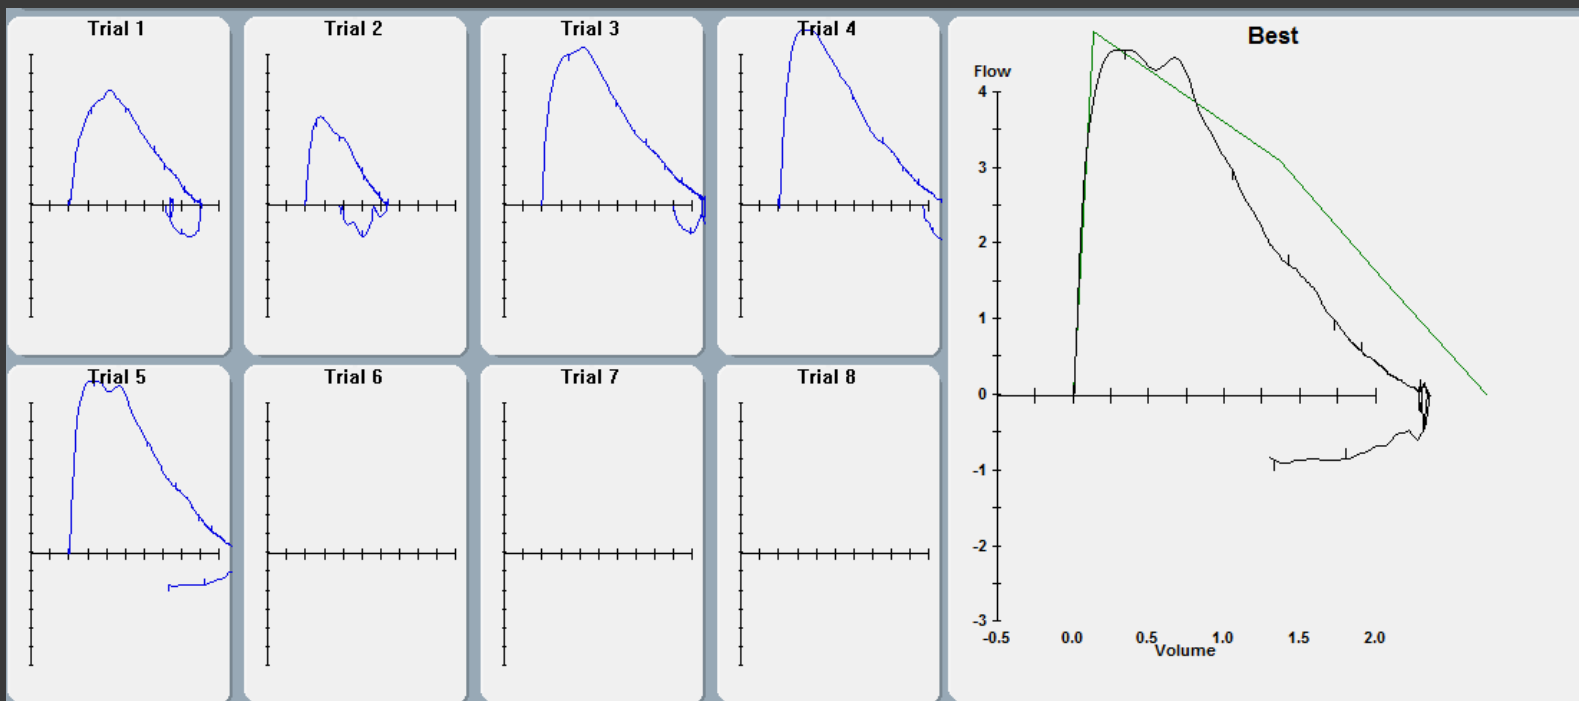 Trial 1
Trial 2
Trial 3
Trial 4
Best
Flow
4
3
2
1
0
-1
-2
-3
-0.5 0.0 0.5 1.0 1.5 2.0
Volume
Trial 5
Trial 6
Trial 7
Trial 8